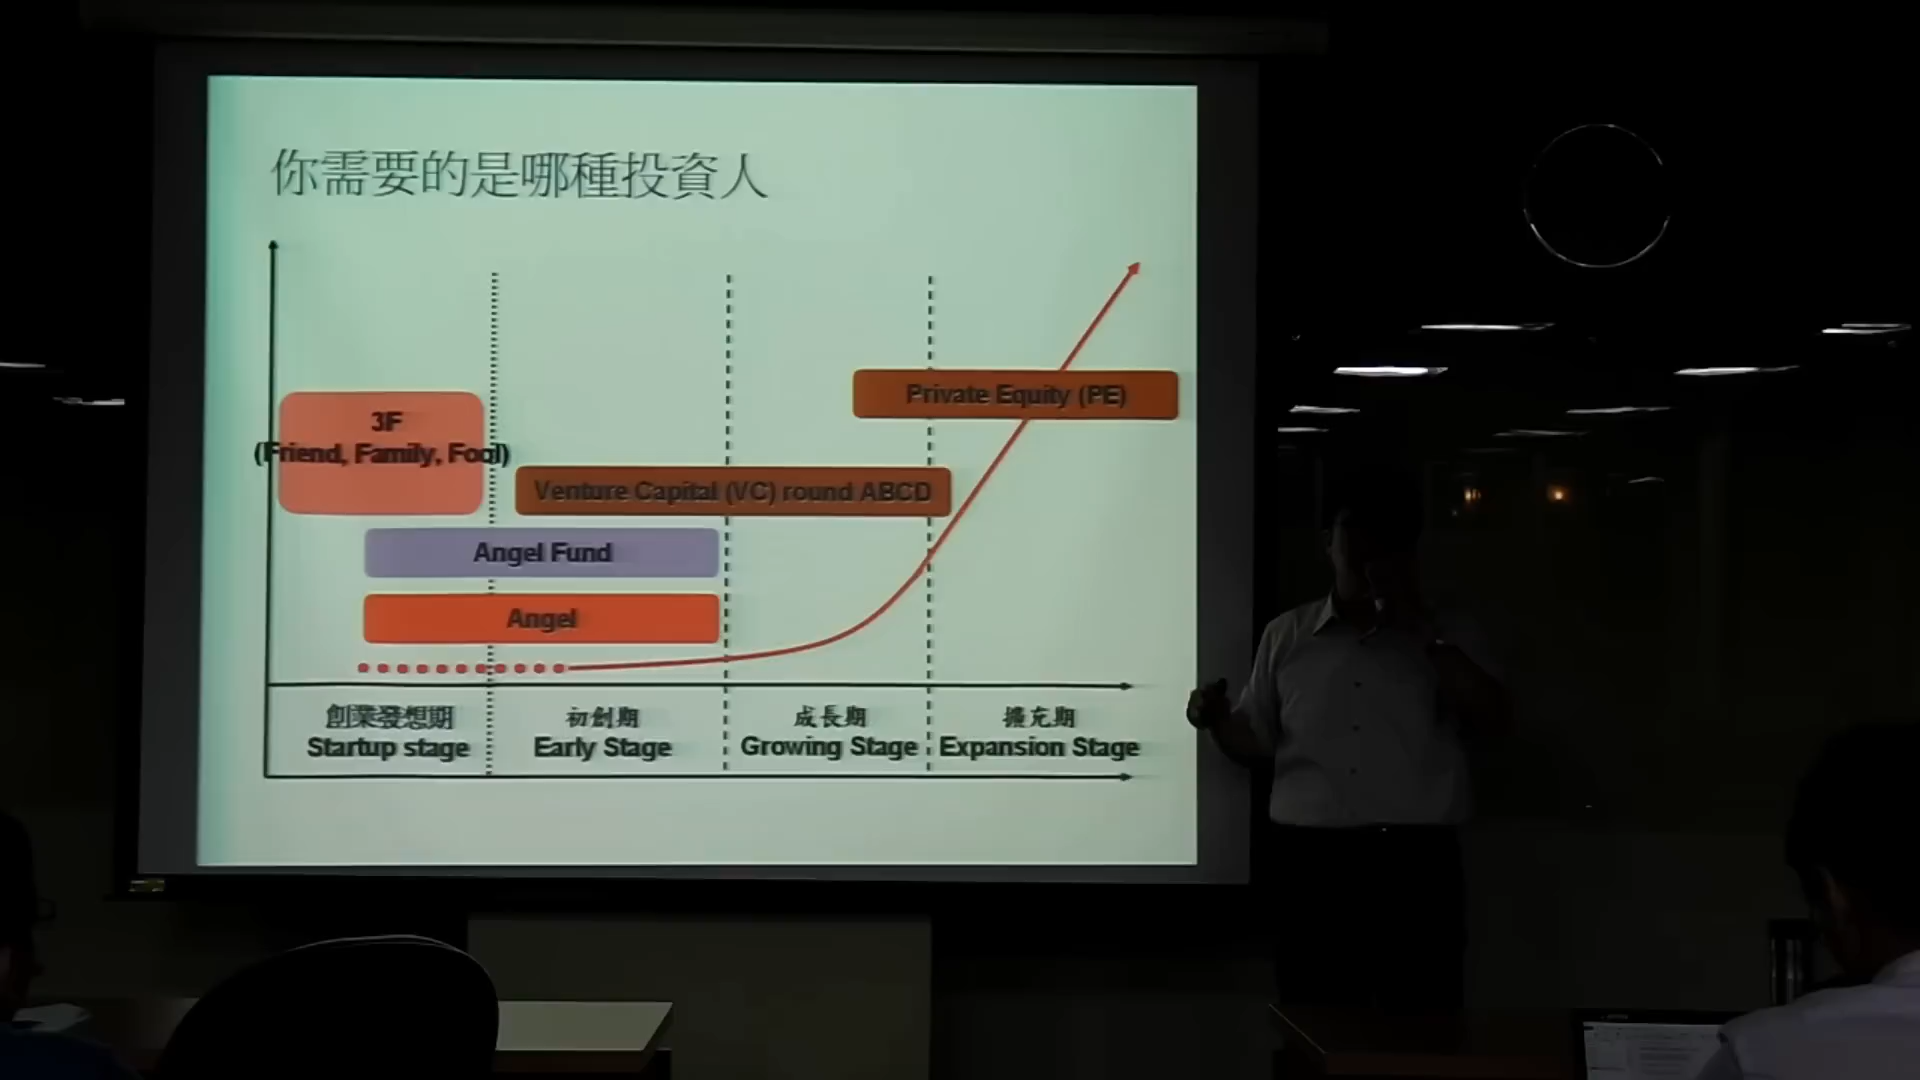 你需要的是哪種投資人
Private Equity (PE)
3F
(Friend, Family, Fool)
Venture Capital (VC) round ABCD
Angel Fund
Angel
創業發想期
Startup stage
初創期
Early Stage
成長期
Growing Stage
擴充期
Expansion Stage